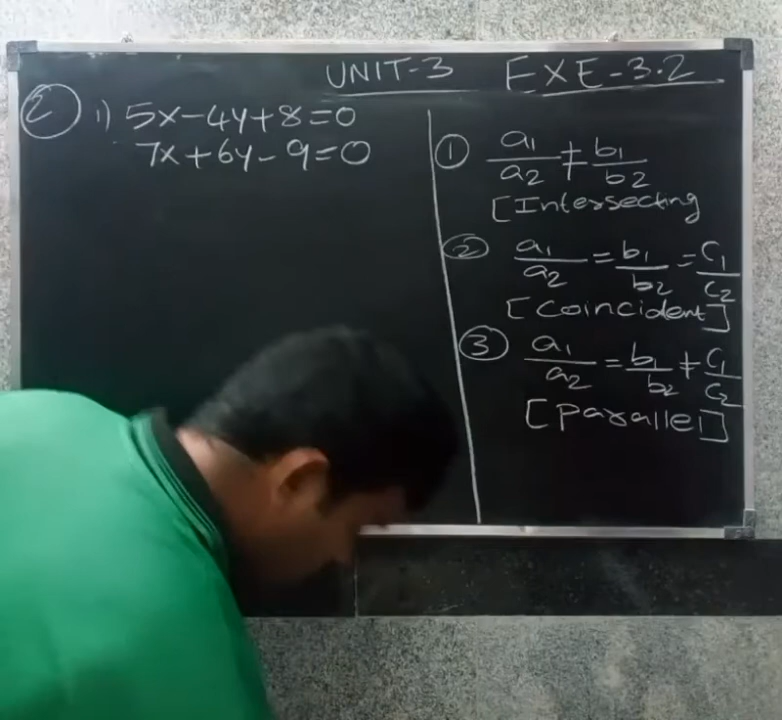 UNIT-3 EXE-3.2
② i) 5x-4y+8=0
7x+6y-9=0
① a₁/a₂ ≠ b₁/b₂
[Intersecting
② a₁/a₂ = b₁/b₂ = c₁/c₂
[Coincident]
③ a₁/a₂ = b₁/b₂ ≠ c₁/c₂
[parallel]